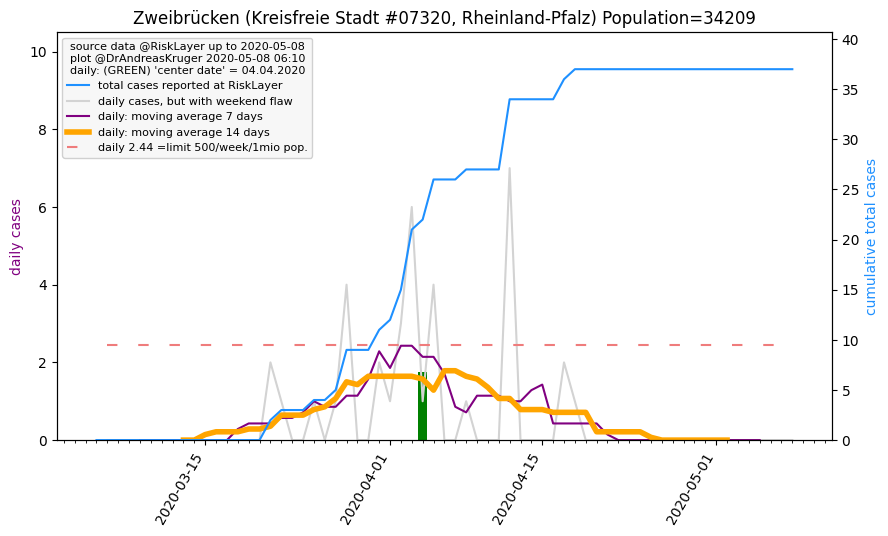 Zweibrücken (Kreisfreie Stadt #07320, Rheinland-Pfalz) Population=34209
source data @RiskLayer up to 2020-05-08
plot @DrAndreasKruger 2020-05-08 06:10
daily: (GREEN) 'center date' = 04.04.2020
total cases reported at RiskLayer
daily cases, but with weekend flaw
daily: moving average 7 days
daily: moving average 14 days
daily 2.44 =limit 500/week/1mio pop.
daily cases
10
8
6
4
2
0
cumulative total cases
40
35
30
25
20
15
10
5
0
2020-03-15
2020-04-01
2020-04-15
2020-05-01